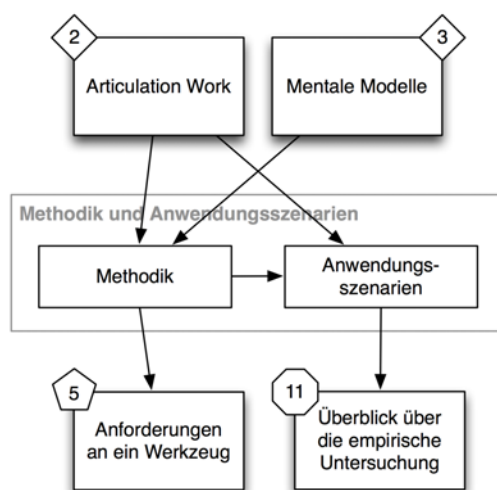 2
3
Articulation Work
Mentale Modelle
Methodik und Anwendungsszenarien
Methodik
Anwendungs-
szenarien
5
11
Anforderungen
an ein Werkzeug
Überblick über
die empirische
Untersuchung